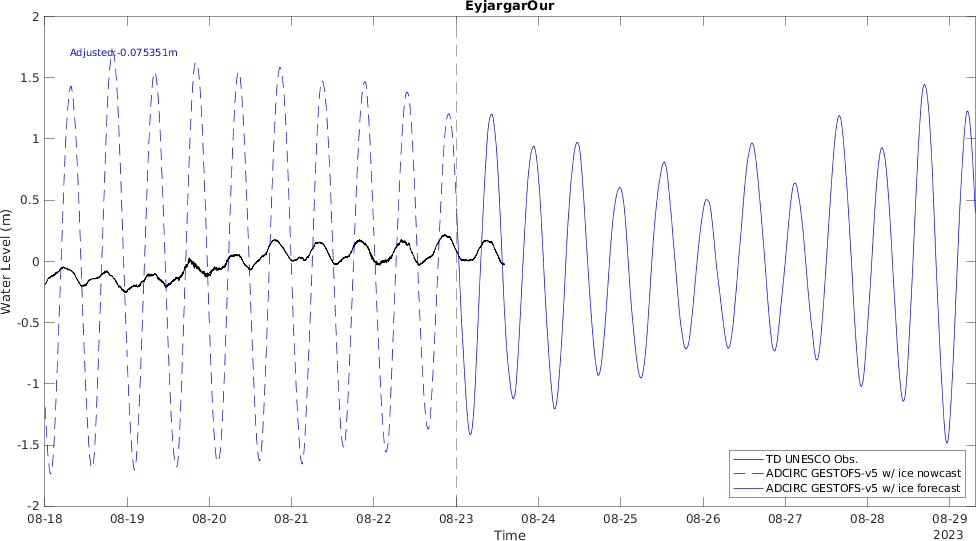 EyjargarOur
Adjusted:-0.075351m
2
1.5
1
0.5
0
-0.5
-1
-1.5
-2
Water Level (m)
TD UNESCO Obs.
ADCIRC GESTOFS-v5 w/ ice nowcast
ADCIRC GESTOFS-v5 w/ ice forecast
08-18 08-19 08-20 08-21 08-22 08-23 08-24 08-25 08-26 08-27 08-28 08-29
Time
2023